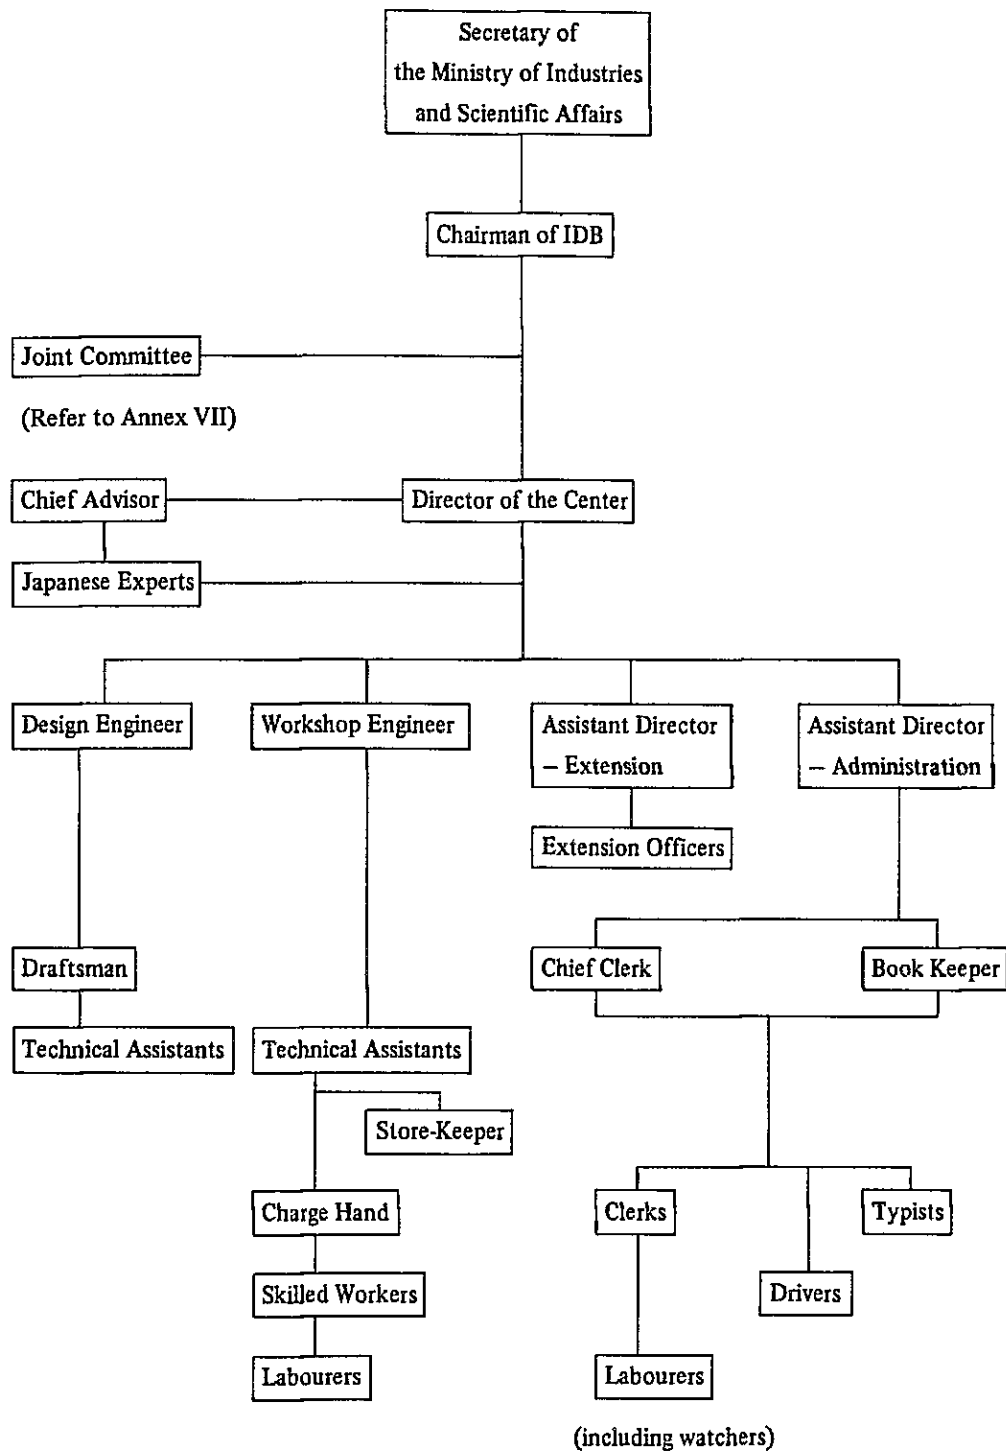 Secretary of
the Ministry of Industries
and Scientific Affairs
Chairman of IDB
Joint Committee
(Refer to Annex VII)
Chief Advisor
Director of the Center
Japanese Experts
Design Engineer
Workshop Engineer
Assistant Director
– Extension
Assistant Director
– Administration
Extension Officers
Draftsman
Chief Clerk
Book Keeper
Technical Assistants
Technical Assistants
Store-Keeper
Charge Hand
Clerks
Typists
Skilled Workers
Drivers
Labourers
Labourers
(including watchers)